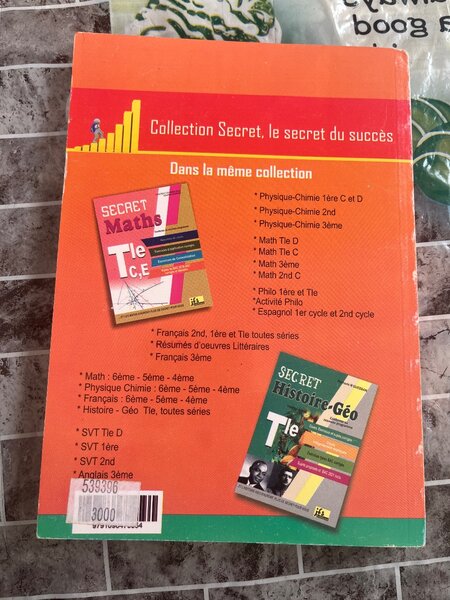 always
a good
Collection Secret, le secret du succès
Dans la même collection
SECRET
Maths
Tle
C,E
* Physique-Chimie 1ère C et D
* Physique-Chimie 2nd
* Physique-Chimie 3ème
* Math Tle D
* Math Tle C
* Math 3ème
* Math 2nd C
* Philo 1ère et Tle
*Activité Philo
* Espagnol 1er cycle et 2nd cycle
* Français 2nd, 1ère et Tle toutes séries
* Résumés d'oeuvres Littéraires
* Français 3ème
* Math : 6ème - 5ème - 4ème
* Physique Chimie : 6ème - 5ème - 4ème
* Français : 6ème - 5ème - 4ème
* Histoire - Géo Tle, toutes séries
* SVT Tle D
* SVT 1ère
* SVT 2nd
* Anglais 3ème
SECRET
Histoire-Géo
Tle
539396
3000